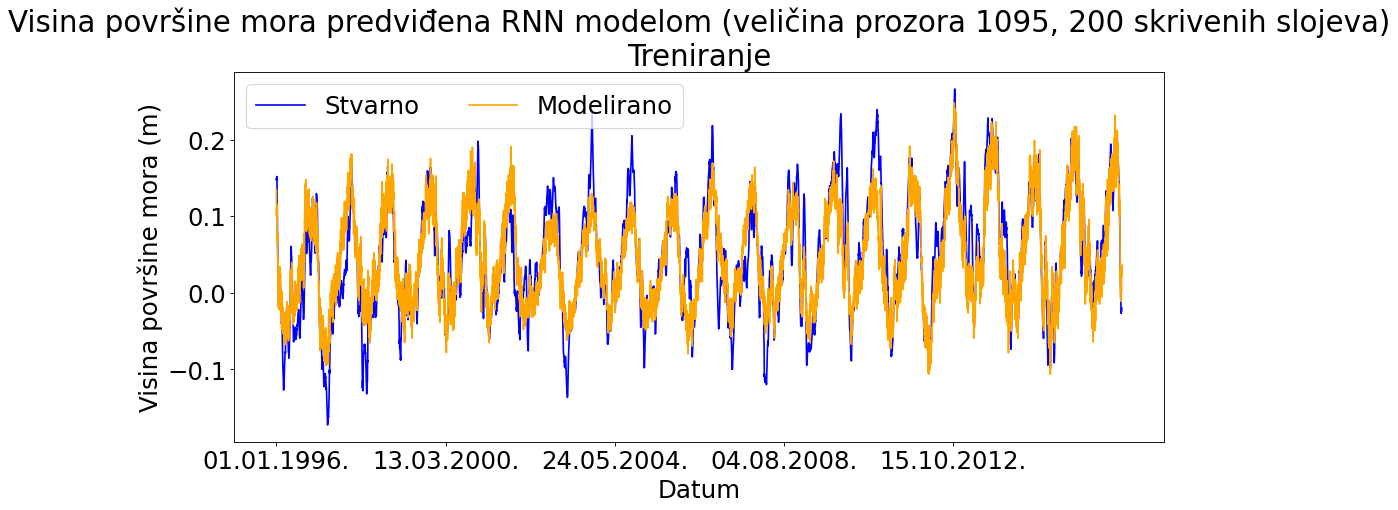 Visina površine mora predviđena RNN modelom (veličina prozora 1095, 200 skrivenih slojeva)
Treniranje
Stvarno
Modelirano
Visina površine mora (m)
0.2
0.1
0.0
−0.1
01.01.1996.
13.03.2000.
24.05.2004.
04.08.2008.
15.10.2012.
Datum